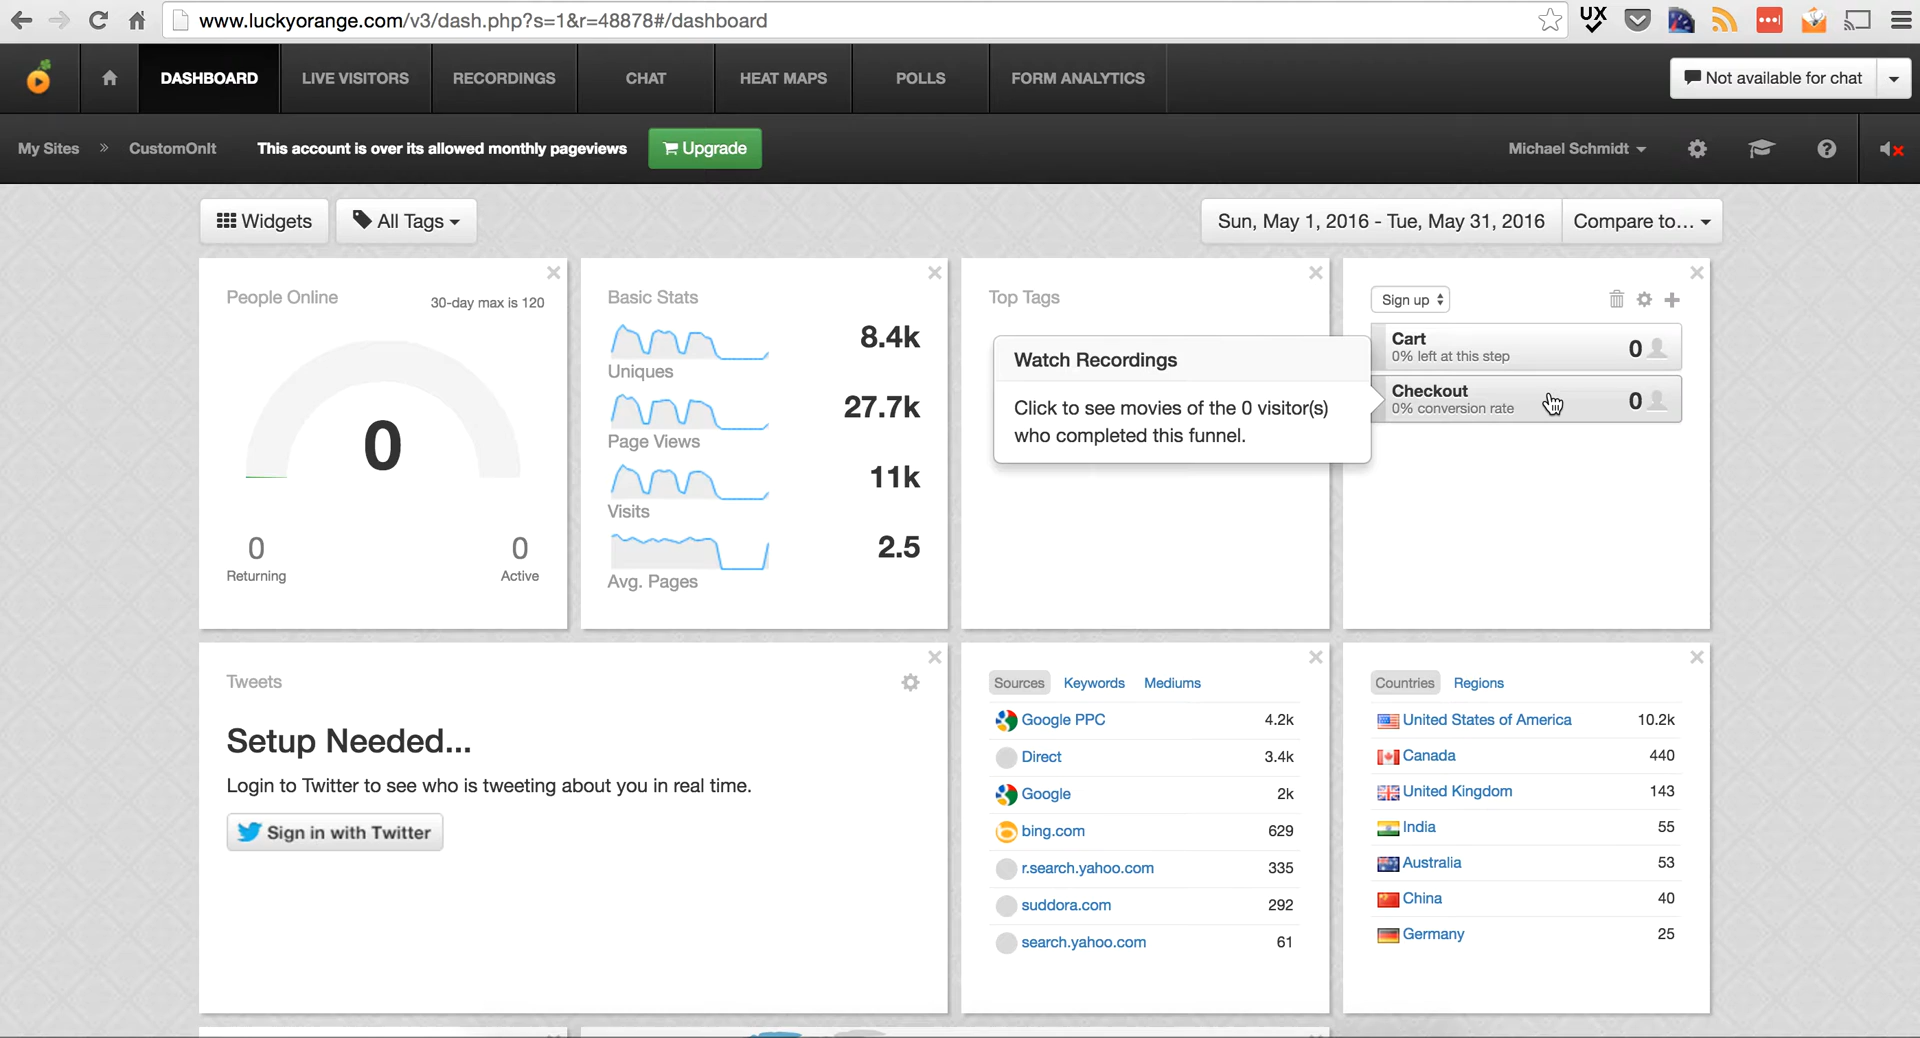 www.luckyorange.com/v3/dash.php?s=1&r=48878#/dashboard
UX
DASHBOARD
LIVE VISITORS
RECORDINGS
CHAT
HEAT MAPS
POLLS
FORM ANALYTICS
Not available for chat
My Sites » CustomOnIt
This account is over its allowed monthly pageviews
Upgrade
Michael Schmidt
Widgets
All Tags
Sun, May 1, 2016 - Tue, May 31, 2016
Compare to...
People Online
30-day max is 120
0
0
Returning
0
Active
Basic Stats
8.4k
Uniques
27.7k
Page Views
11k
Visits
2.5
Avg. Pages
Top Tags
Watch Recordings
Click to see movies of the 0 visitor(s)
who completed this funnel.
Sign up
Cart
0% left at this step
0
Checkout
0% conversion rate
0
Tweets
Setup Needed...
Login to Twitter to see who is tweeting about you in real time.
Sign in with Twitter
Sources Keywords Mediums
Google PPC 4.2k
Direct 3.4k
Google 2k
bing.com 629
r.search.yahoo.com 335
suddora.com 292
search.yahoo.com 61
Countries Regions
United States of America 10.2k
Canada 440
United Kingdom 143
India 55
Australia 53
China 40
Germany 25